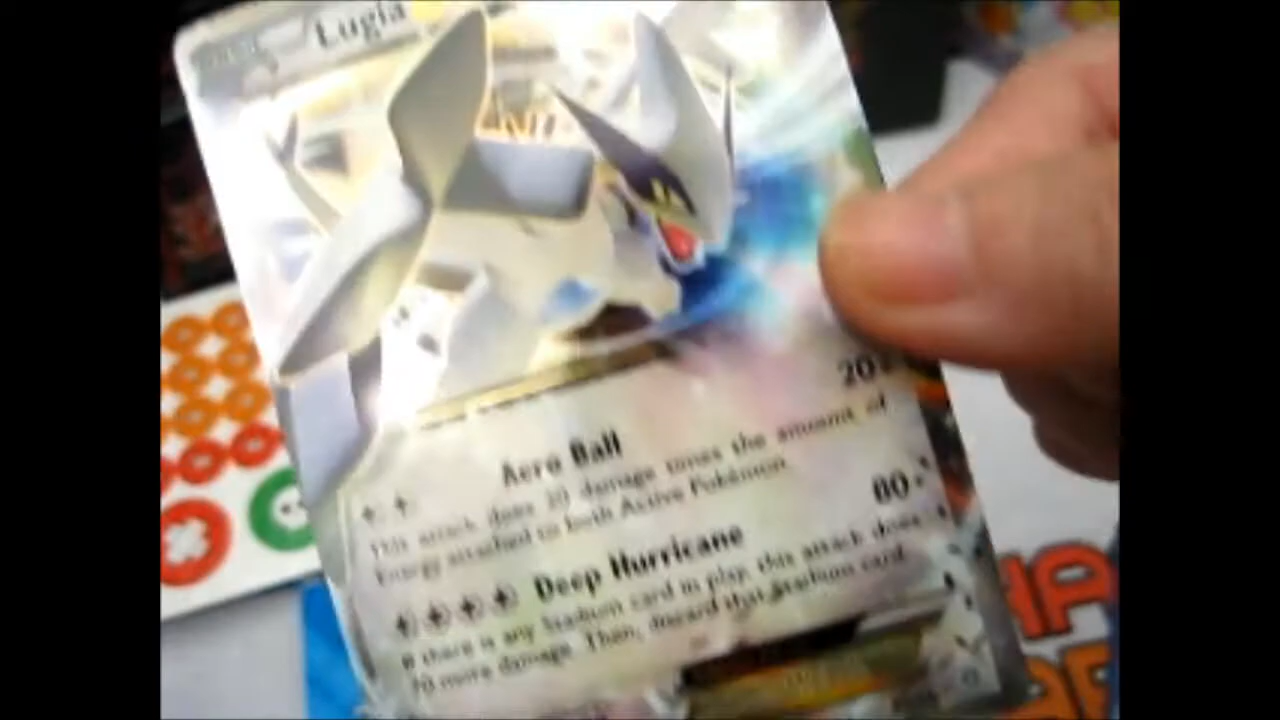 Lugia
Aero Ball 20×
This attack does 20 damage times the amount of
Energy attached to both Active Pokémon.
Deep Hurricane 80+
If there is any Stadium card in play, this attack does
70 more damage. Then, discard that Stadium card.